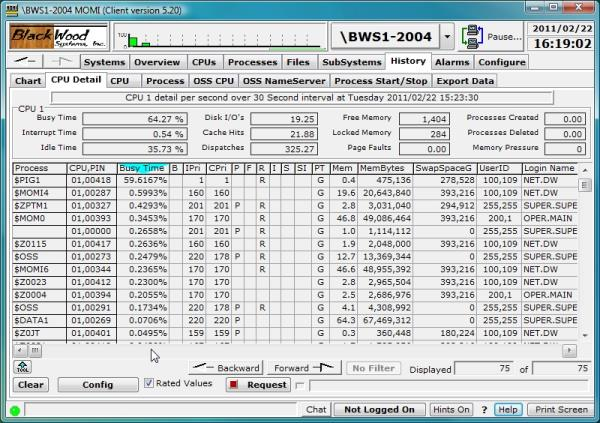 \BWS1-2004 MOMI (Client version 5.20)
BlackWood
Systems, Inc.
100
0
\BWS1-2004
Pause...
2011/02/22
16:19:02
Systems Overview CPUs Processes Files SubSystems History Alarms Configure
Chart CPU Detail CPU Process OSS CPU OSS NameServer Process Start/Stop Export Data
CPU 1 detail per second over 30 Second interval at Tuesday 2011/02/22 15:23:30
CPU 1
Busy Time 64.27 % Disk I/O's 19.25 Free Memory 1,404 Processes Created 0.00
Interrupt Time 0.54 % Cache Hits 21.88 Locked Memory 284 Processes Deleted 0.00
Idle Time 35.73 % Dispatches 325.27 Page Faults 0.00 Memory Pressure 0
Process CPU,PIN Busy Time B IPri CPri P F R I S SI PT Mem MemBytes SwapSpaceG UserID Login Name
$PIG1 01,00418 59.6167% 1 1 R G 0.4 475,136 278,528 100,109 NET.DW
$MOMI4 01,00287 0.5993% 160 160 G 19.6 20,643,840 393,216 100,109 NET.DW
$ZPTM1 01,00327 0.4293% 201 201 P R G 2.8 3,031,040 294,912 255,255 SUPER.SUPE
$MOM0 01,00393 0.3453% 170 171 R G 46.8 49,086,464 393,216 200,1 OPER.MAIN
01,00000 0.2658% 201 201 P R G 1.0 1,114,112 0 255,255 SUPER.SUPE
$Z0115 01,00417 0.2636% 160 160 R G 1.9 2,048,000 393,216 100,109 NET.DW
$OSS 01,00273 0.2479% 220 178 P R G 12.7 13,369,344 0 255,255 SUPER.SUPE
$MOMI6 01,00344 0.2365% 170 170 R G 46.6 48,955,392 393,216 100,109 NET.DW
$Z0023 01,00412 0.2300% 170 170 G 2.8 2,965,504 393,216 100,109 NET.DW
$Z0004 01,00394 0.2055% 170 170 G 2.5 2,686,976 393,216 200,1 OPER.MAIN
$OSS 01,00291 0.1734% 220 178 P R G 4.1 4,308,992 0 255,255 SUPER.SUPE
$DATA1 01,00269 0.0706% 220 220 P G 64.3 67,469,312 0 255,255 SUPER.SUPE
$Z0JT 01,00401 0.0495% 159 159 P G 0.3 360,448 180,224 100,109 NET.DW
TOOL
Backward Forward No Filter Displayed 75 of 75
Clear Config Rated Values Request
Chat Not Logged On Hints On ? Help Print Screen